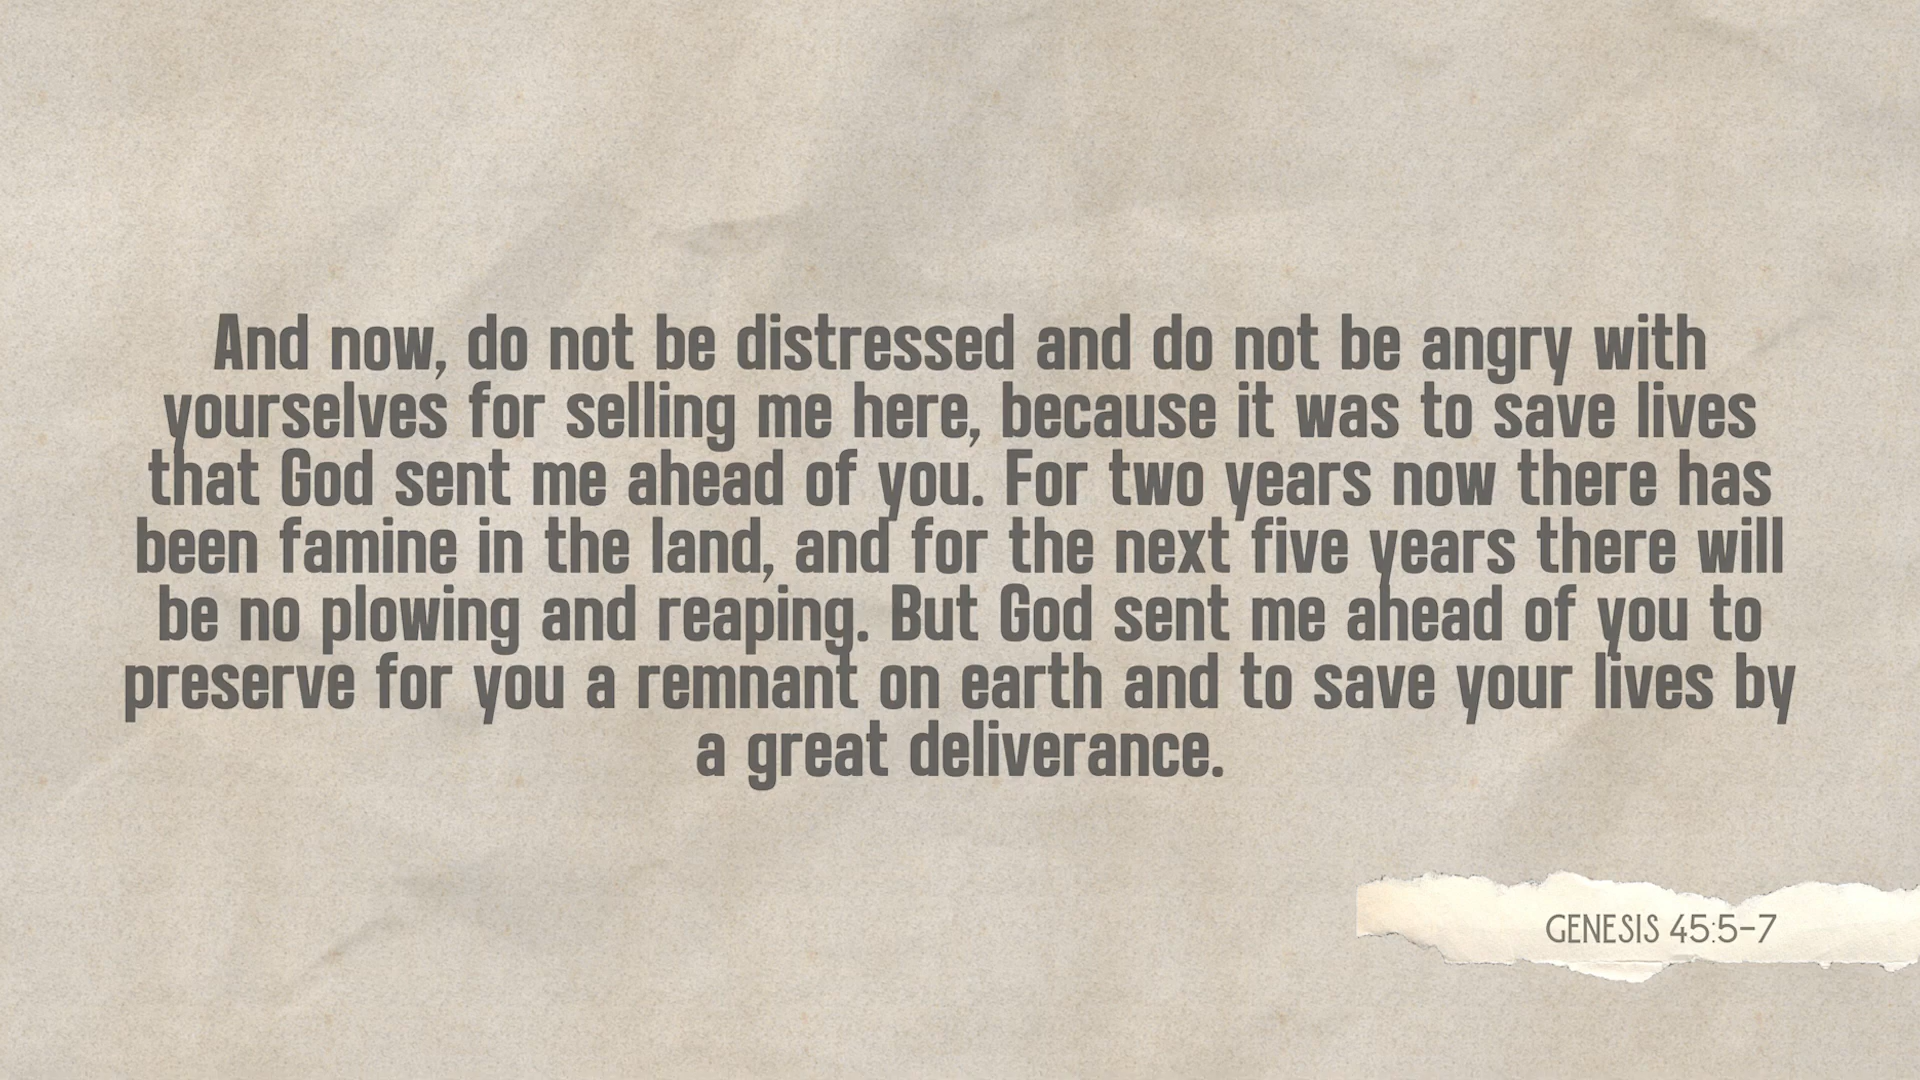 And now, do not be distressed and do not be angry with
yourselves for selling me here, because it was to save lives
that God sent me ahead of you. For two years now there has
been famine in the land, and for the next five years there will
be no plowing and reaping. But God sent me ahead of you to
preserve for you a remnant on earth and to save your lives by
a great deliverance.
GENESIS 45:5-7